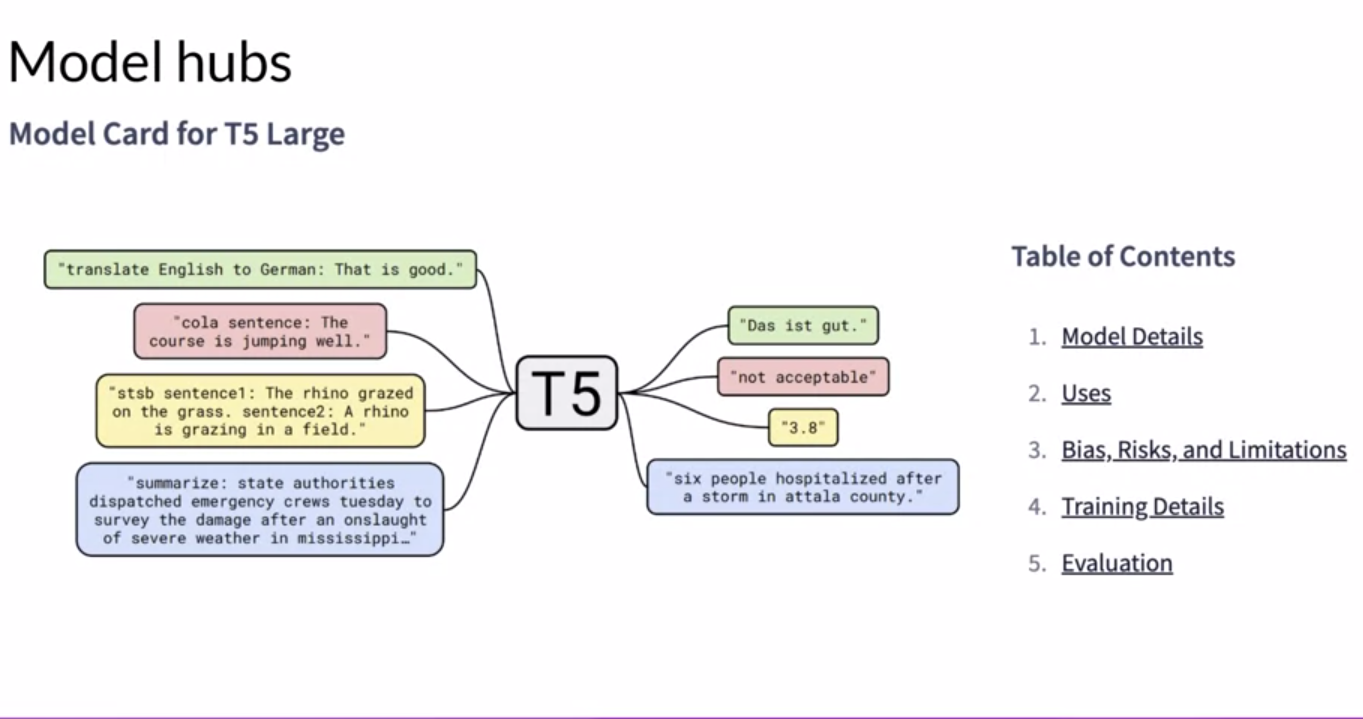 Model hubs
Model Card for T5 Large
"translate English to German: That is good."
"cola sentence: The
course is jumping well."
"stsb sentence1: The rhino grazed
on the grass. sentence2: A rhino
is grazing in a field."
"summarize: state authorities
dispatched emergency crews tuesday to
survey the damage after an onslaught
of severe weather in mississippi…"
T5
"Das ist gut."
"not acceptable"
"3.8"
"six people hospitalized after
a storm in attala county."
Table of Contents
1. Model Details
2. Uses
3. Bias, Risks, and Limitations
4. Training Details
5. Evaluation